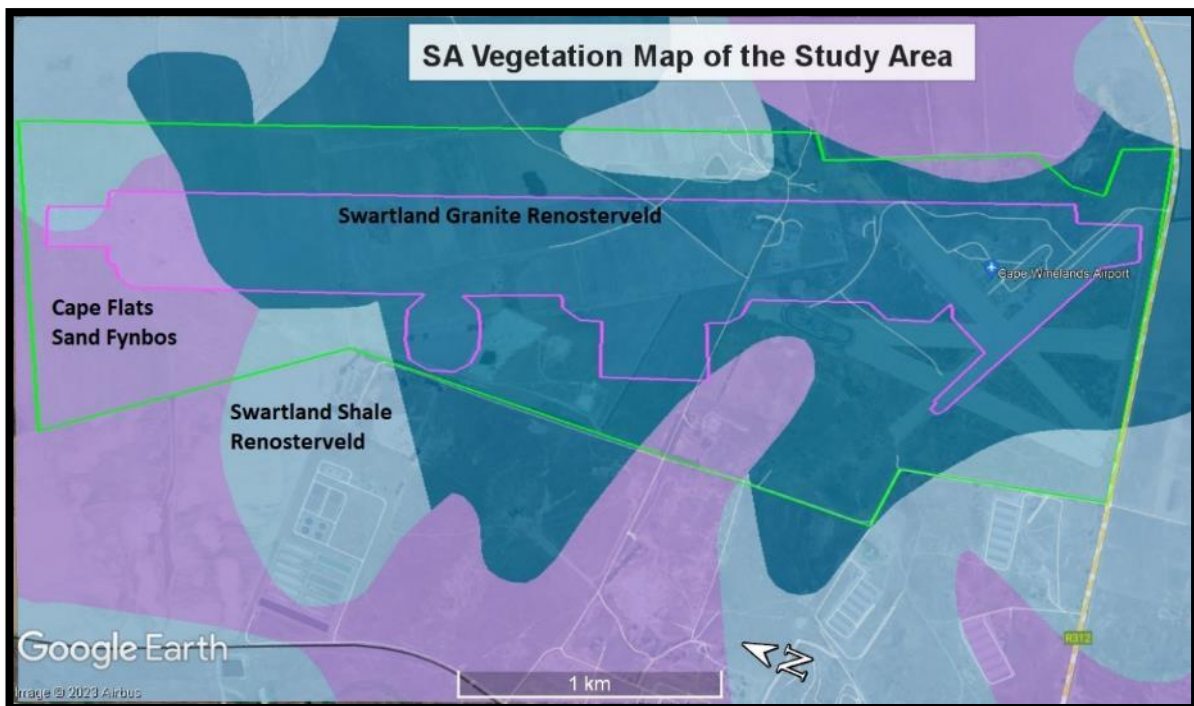 SA Vegetation Map of the Study Area
Swartland Granite Renosterveld
Cape Winelands Airport
Cape Flats
Sand Fynbos
Swartland Shale
Renosterveld
R312
Google Earth
N
1 km
Image © 2023 Airbus